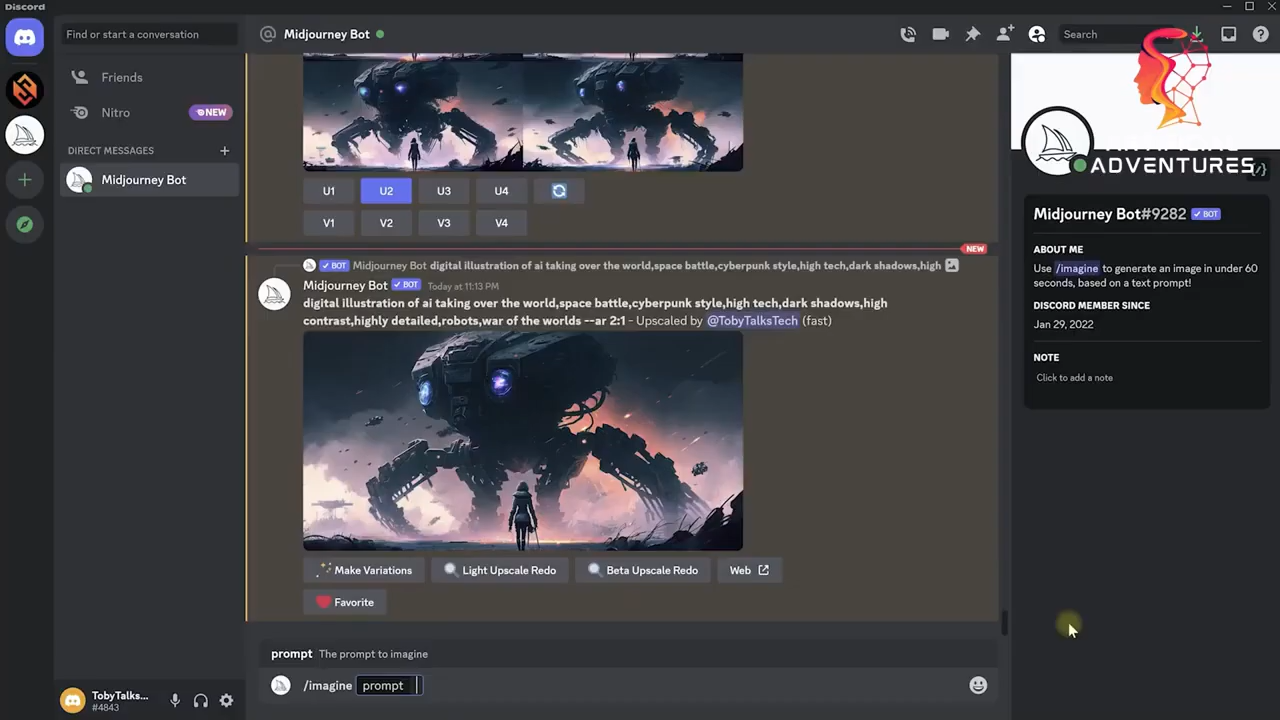 Discord
Find or start a conversation
Midjourney Bot
Search
Friends
Nitro
NEW
DIRECT MESSAGES
Midjourney Bot
U1 U2 U3 U4
V1 V2 V3 V4
NEW
BOT Midjourney Bot digital illustration of ai taking over the world,space battle,cyberpunk style,high tech,dark shadows,high
Midjourney Bot BOT Today at 11:13 PM
digital illustration of ai taking over the world,space battle,cyberpunk style,high tech,dark shadows,high
contrast,highly detailed,robots,war of the worlds --ar 2:1 - Upscaled by @TobyTalksTech (fast)
Make Variations Light Upscale Redo Beta Upscale Redo Web
Favorite
prompt The prompt to imagine
/imagine prompt
TobyTalks...
#4843
ADVENTURES
Midjourney Bot#9282 BOT
ABOUT ME
Use /imagine to generate an image in under 60
seconds, based on a text prompt!
DISCORD MEMBER SINCE
Jan 29, 2022
NOTE
Click to add a note